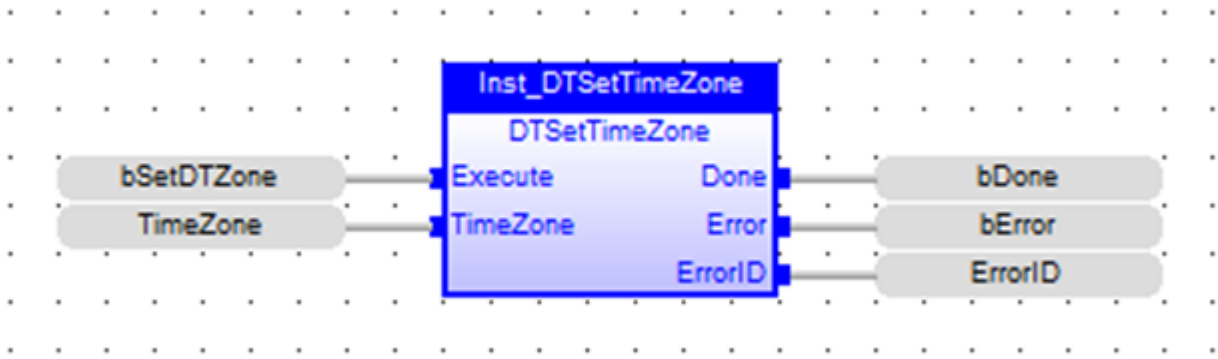 Inst_DTSetTimeZone
DTSetTimeZone
bSetDTZone Execute Done bDone
TimeZone TimeZone Error bError
ErrorID ErrorID